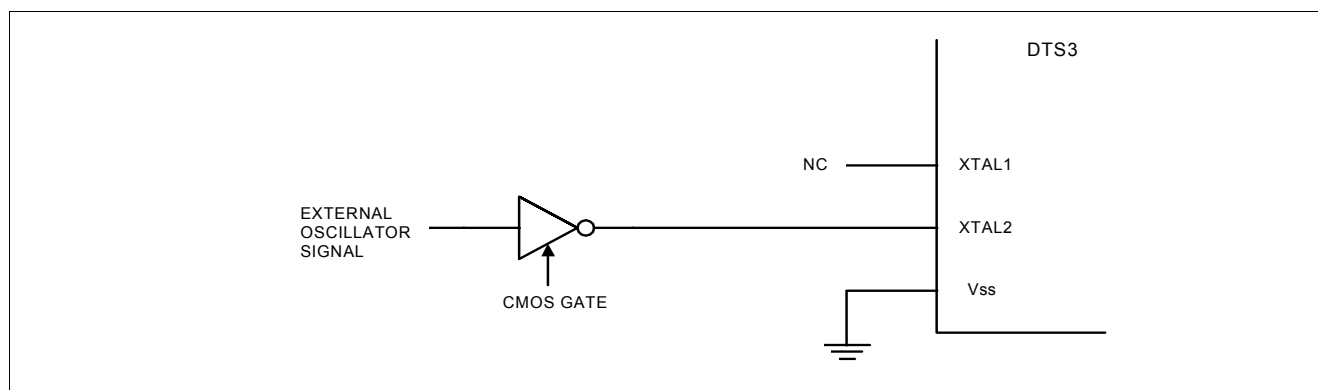 DTS3
NC
XTAL1
EXTERNAL
OSCILLATOR
SIGNAL
XTAL2
Vss
CMOS GATE